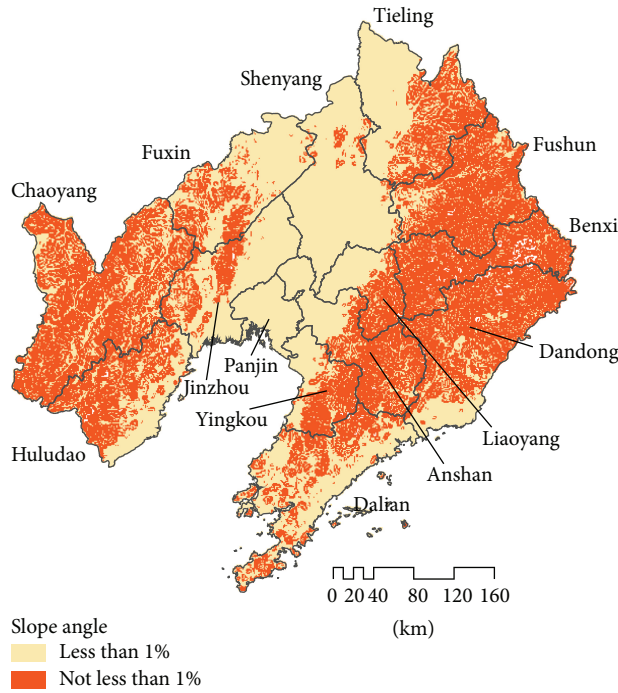 Tieling
Shenyang
Fuxin
Fushun
Chaoyang
Benxi
Dandong
Panjin
Jinzhou
Yingkou
Liaoyang
Huludao
Anshan
Dalian
0 20 40 80 120 160
(km)
Slope angle
Less than 1%
Not less than 1%